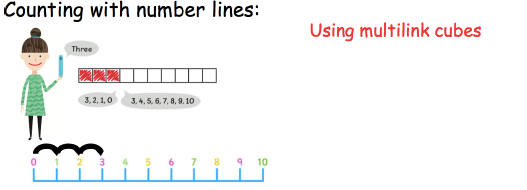 Counting with number lines:
Using multilink cubes
Three
3, 2, 1, 0
3, 4, 5, 6, 7, 8, 9, 10
0 1 2 3 4 5 6 7 8 9 10